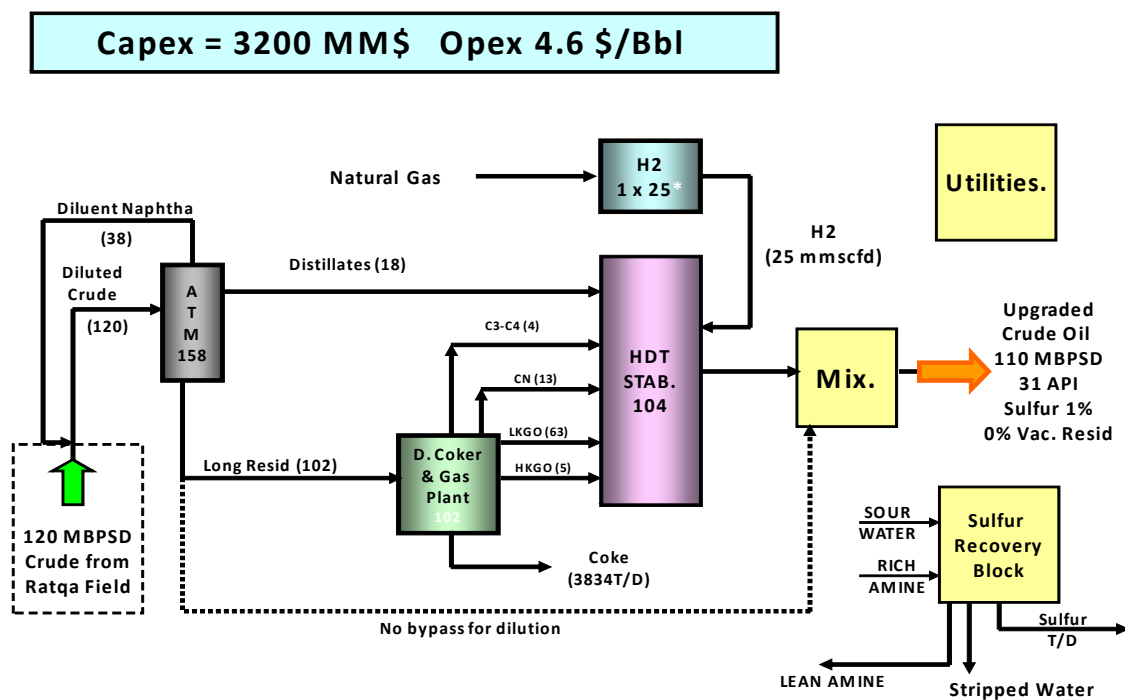 Capex = 3200 MM$ Opex 4.6 $/Bbl
Natural Gas
H2
1 x 25*
Utilities.
Diluent Naphtha
(38)
Diluted
Crude
(120)
A
T
M
158
Distillates (18)
H2
(25 mmscfd)
C3-C4 (4)
CN (13)
LKGO (63)
HKGO (5)
HDT
STAB.
104
Mix.
Upgraded
Crude Oil
110 MBPSD
31 API
Sulfur 1%
0% Vac. Resid
Long Resid (102)
D. Coker
& Gas
Plant
102
120 MBPSD
Crude from
Ratqa Field
Coke
(3834T/D)
No bypass for dilution
SOUR
WATER
RICH
AMINE
Sulfur
Recovery
Block
Sulfur
T/D
LEAN AMINE
Stripped Water